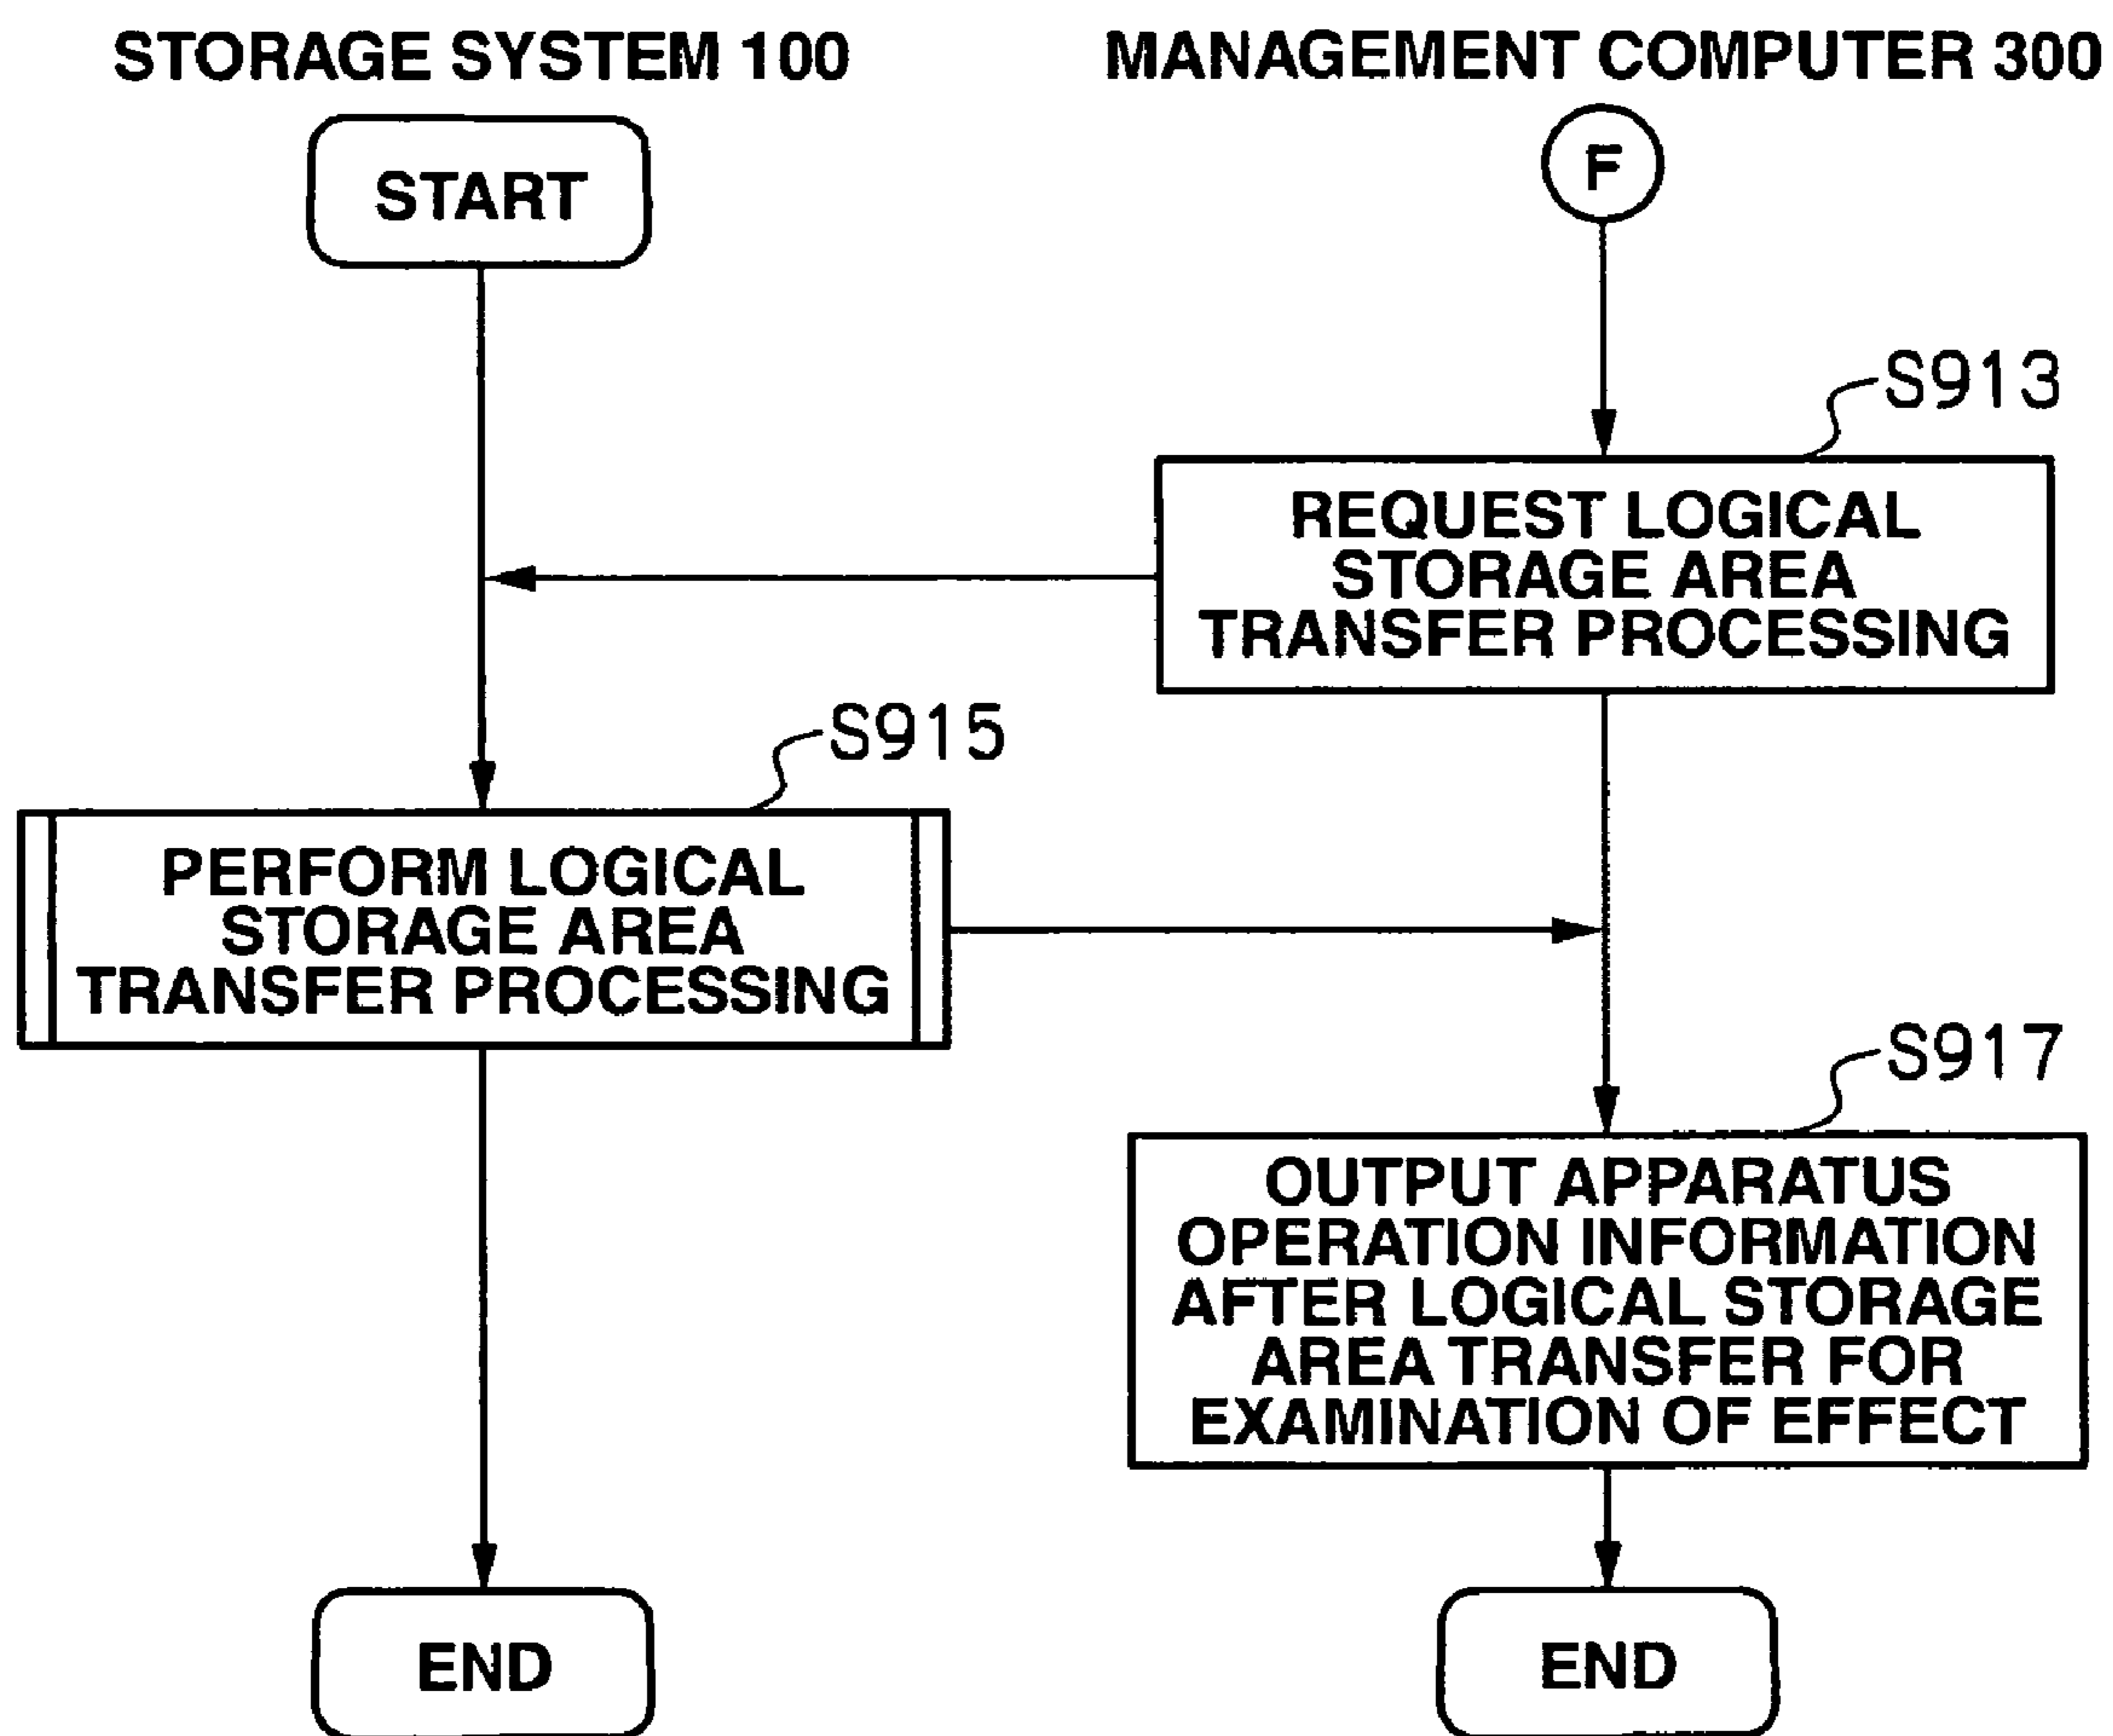 STORAGE SYSTEM 100
MANAGEMENT COMPUTER 300
START
F
S913
REQUEST LOGICAL
STORAGE AREA
TRANSFER PROCESSING
S915
PERFORM LOGICAL
STORAGE AREA
TRANSFER PROCESSING
S917
OUTPUT APPARATUS
OPERATION INFORMATION
AFTER LOGICAL STORAGE
AREA TRANSFER FOR
EXAMINATION OF EFFECT
END
END